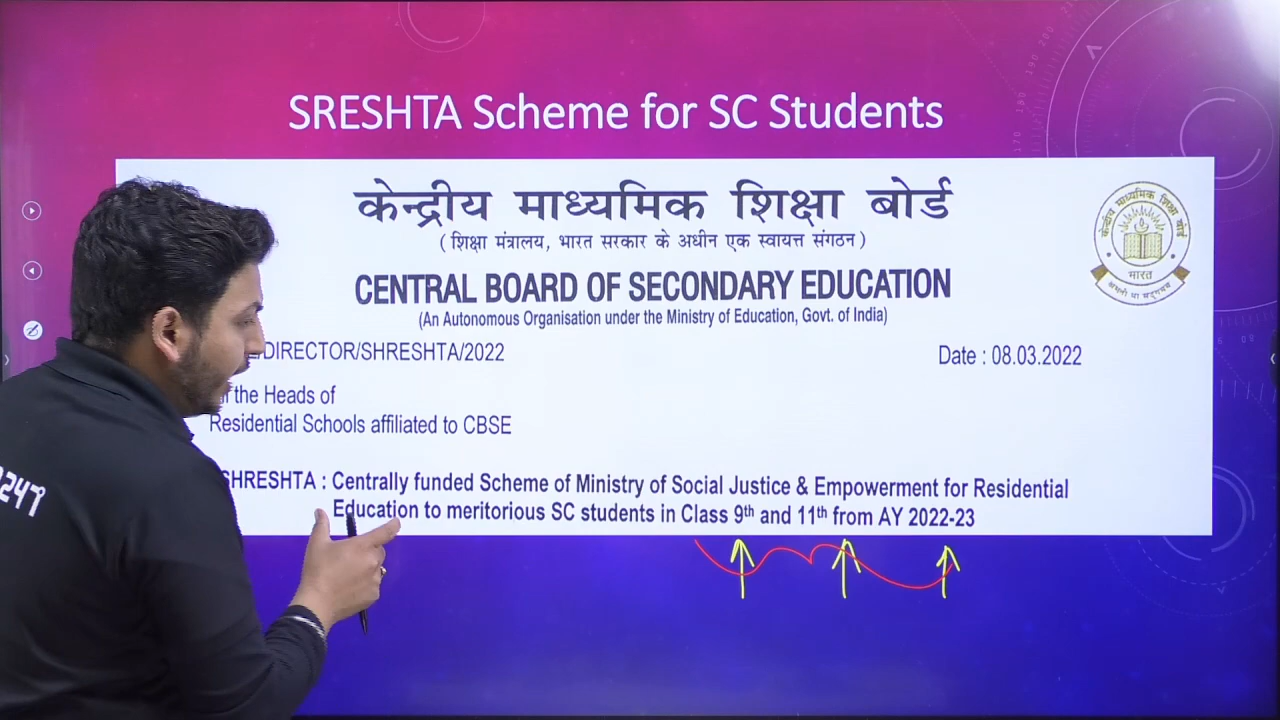 SRESHTA Scheme for SC Students
केन्द्रीय माध्यमिक शिक्षा बोर्ड
(शिक्षा मंत्रालय, भारत सरकार के अधीन एक स्वायत्त संगठन)
CENTRAL BOARD OF SECONDARY EDUCATION
(An Autonomous Organisation under the Ministry of Education, Govt. of India)
केन्द्रीय माध्यमिक शिक्षा बोर्ड
भारत
/DIRECTOR/SHRESHTA/2022
Date : 08.03.2022
the Heads of
Residential Schools affiliated to CBSE
SHRESHTA : Centrally funded Scheme of Ministry of Social Justice & Empowerment for Residential
Education to meritorious SC students in Class 9th and 11th from AY 2022-23
247